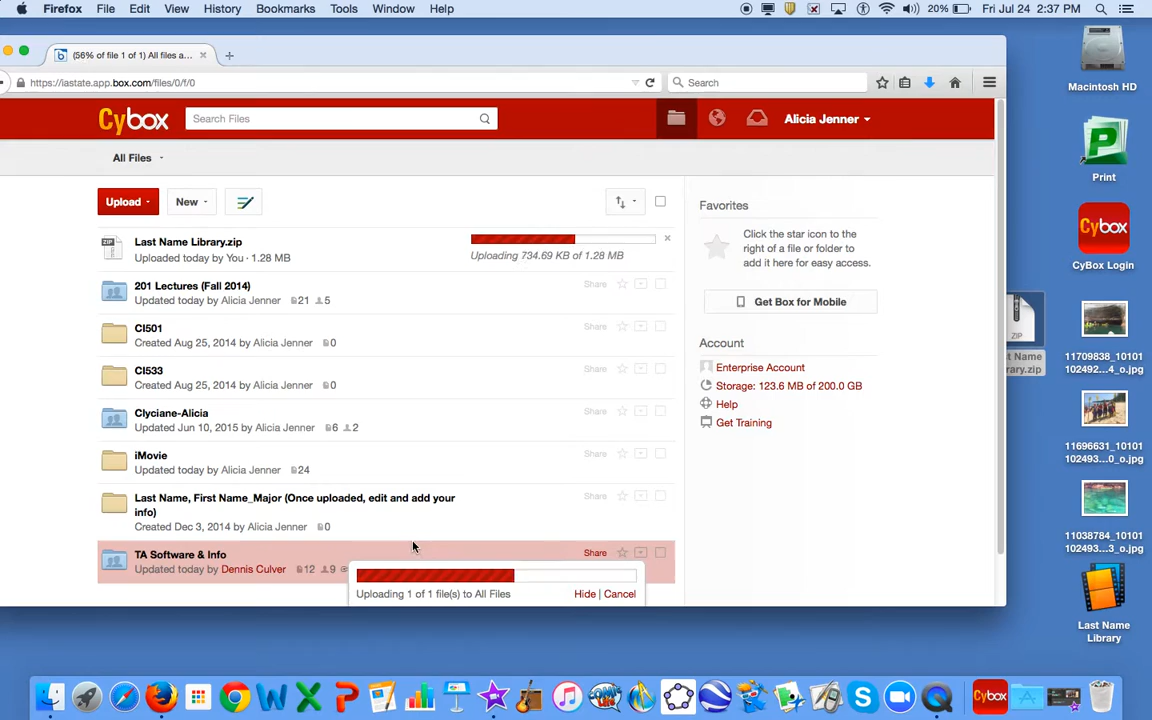 Firefox File Edit View History Bookmarks Tools Window Help 20% Fri Jul 24 2:37 PM
(56% of file 1 of 1) All files a...
https://iastate.app.box.com/files/0/f/0 Search
Cybox Search Files Alicia Jenner
All Files
Upload New
Last Name Library.zip
Uploaded today by You · 1.28 MB
Uploading 734.69 KB of 1.28 MB
ZIP
201 Lectures (Fall 2014)
Updated today by Alicia Jenner 21 5
Share
CI501
Created Aug 25, 2014 by Alicia Jenner 0
Share
CI533
Created Aug 25, 2014 by Alicia Jenner 0
Share
Clyciane-Alicia
Updated Jun 10, 2015 by Alicia Jenner 6 2
Share
iMovie
Updated today by Alicia Jenner 24
Share
Last Name, First Name_Major (Once uploaded, edit and add your
info)
Created Dec 3, 2014 by Alicia Jenner 0
Share
TA Software & Info
Updated today by Dennis Culver 12 9
Share
Uploading 1 of 1 file(s) to All Files Hide | Cancel
Favorites
Click the star icon to the
right of a file or folder to
add it here for easy access.
Get Box for Mobile
Account
Enterprise Account
Storage: 123.6 MB of 200.0 GB
Help
Get Training
Macintosh HD
Print
Cybox
CyBox Login
ZIP
st Name
rary.zip
11709838_10101
102492...4_o.jpg
11696631_10101
102493...0_o.jpg
11038784_10101
102493...3_o.jpg
Last Name
Library
Cybox